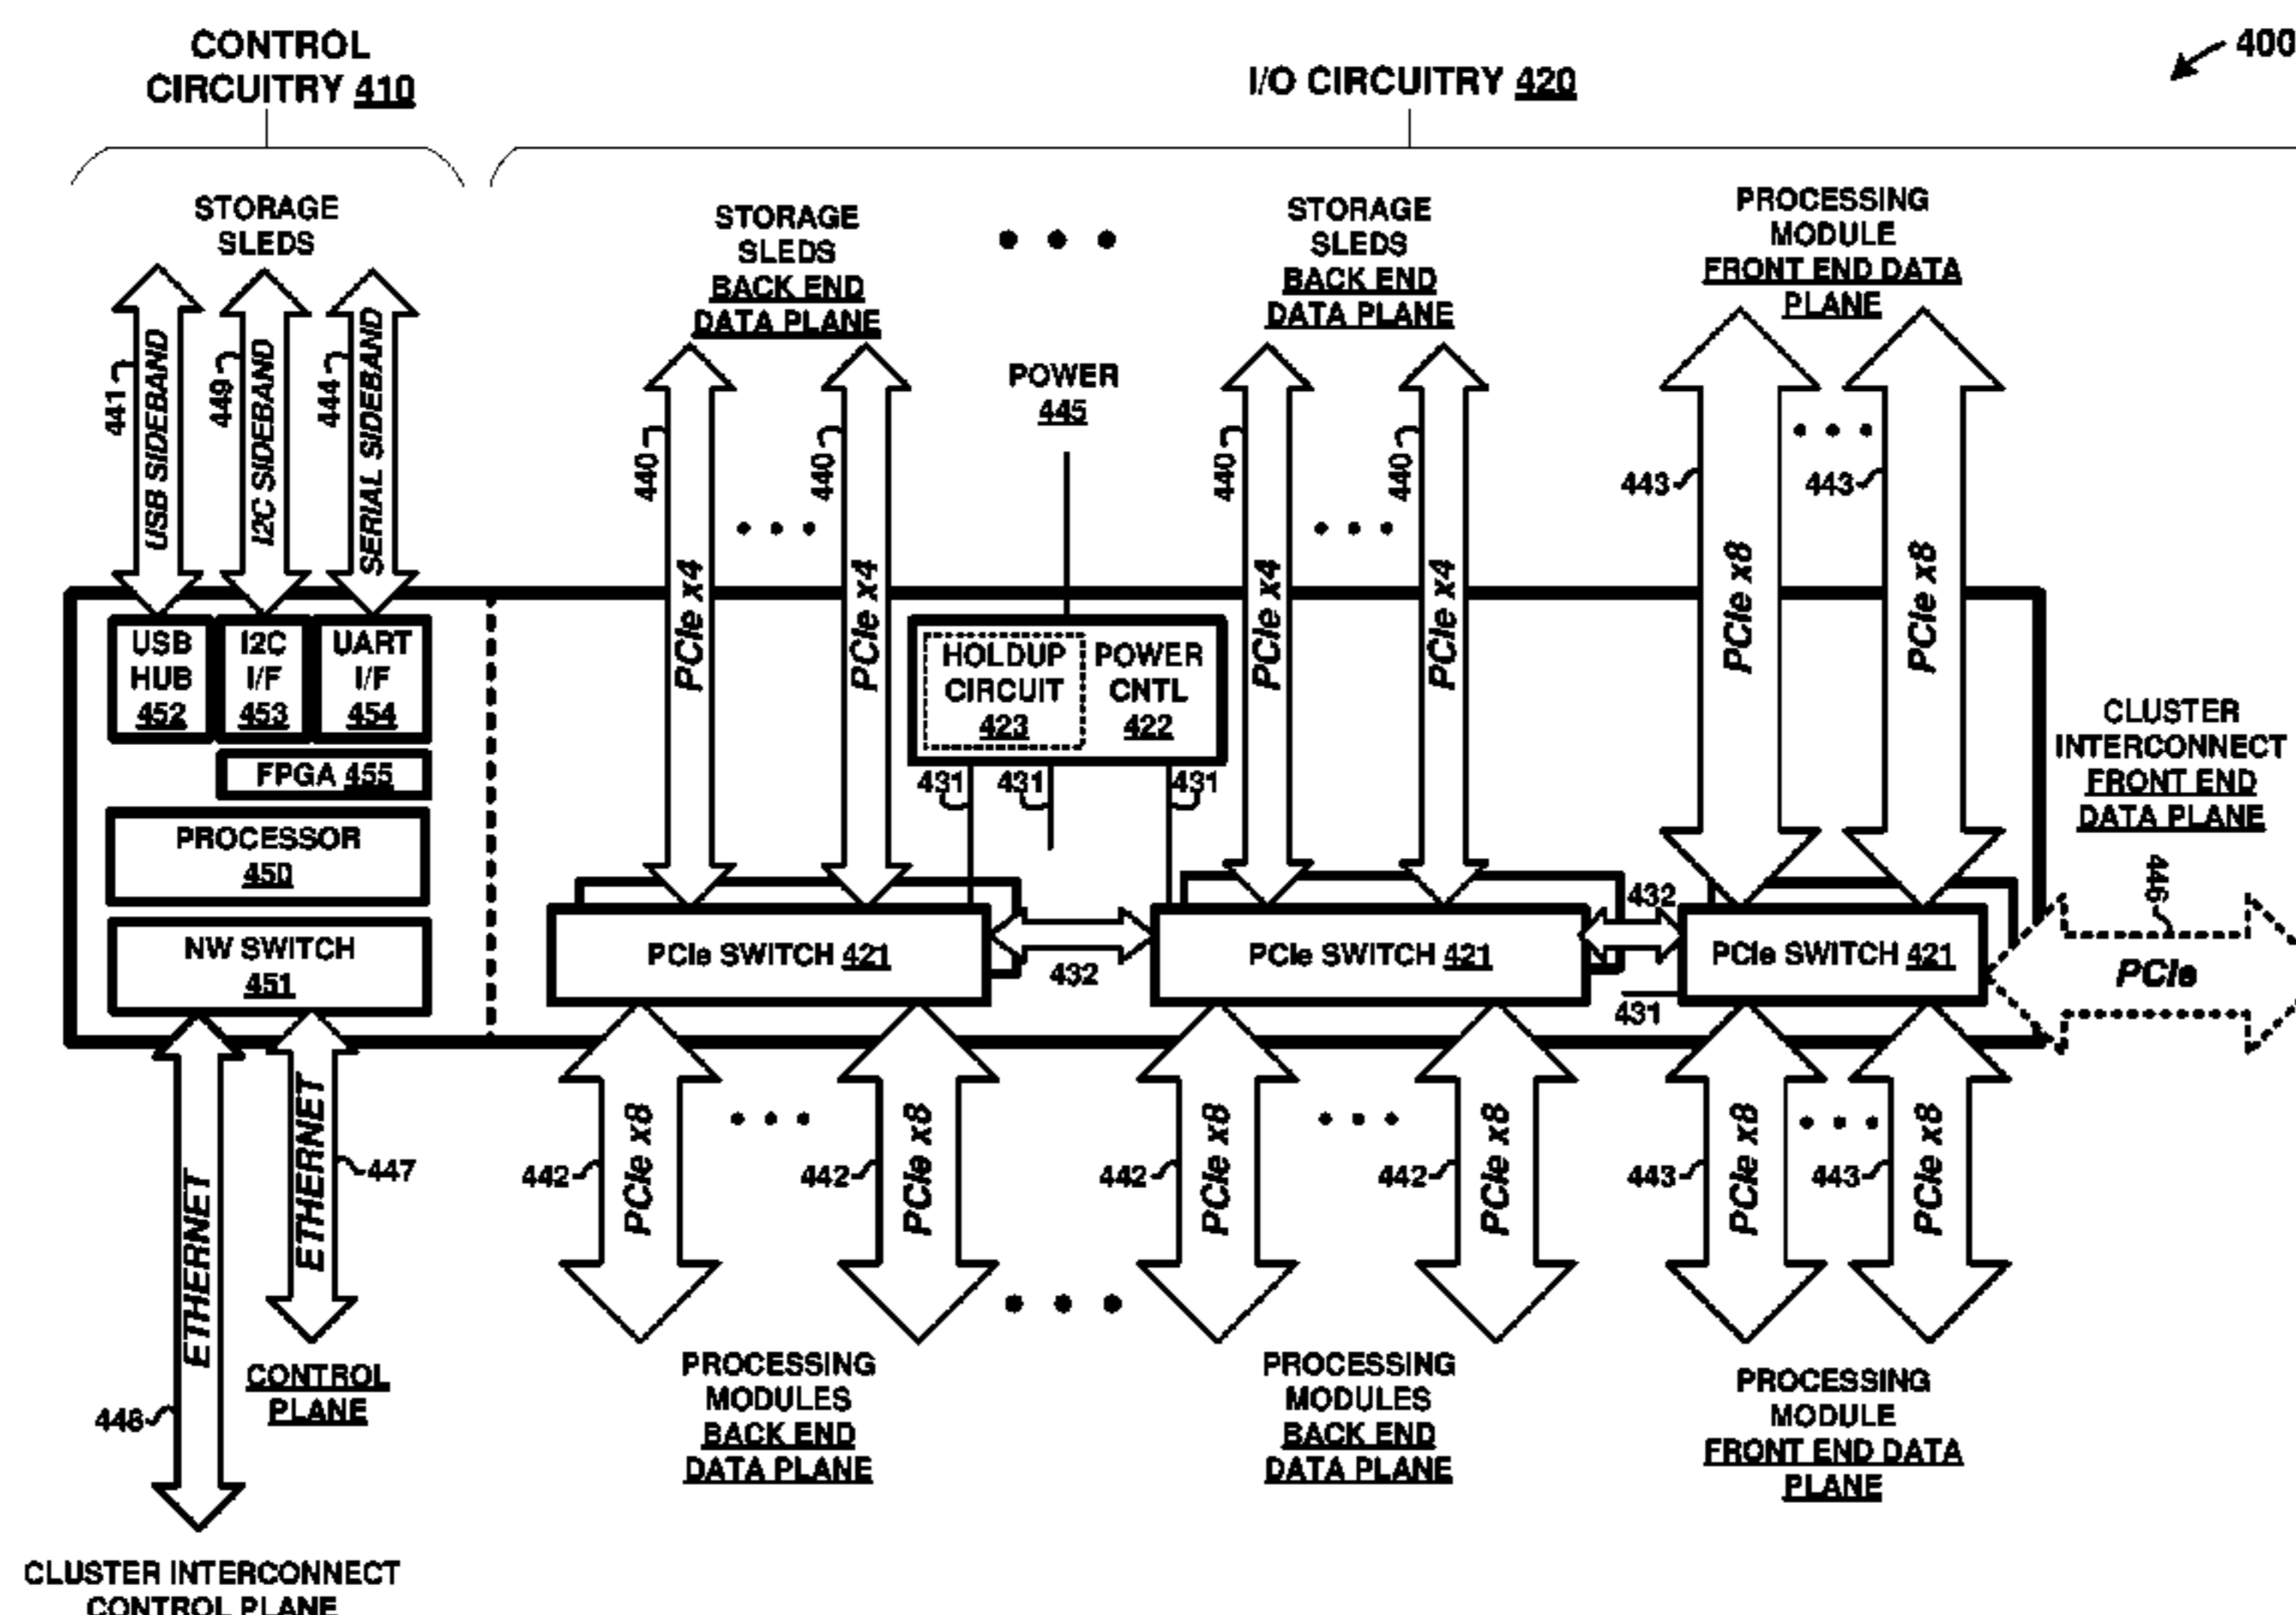 CONTROL
CIRCUITRY 410
I/O CIRCUITRY 420
400
STORAGE
SLEDS
STORAGE
SLEDS
BACK END
DATA PLANE
STORAGE
SLEDS
BACK END
DATA PLANE
PROCESSING
MODULE
FRONT END DATA
PLANE
441
USB SIDEBAND
449
I2C SIDEBAND
444
SERIAL SIDEBAND
440
PCIe x4
440
PCIe x4
POWER
445
440
PCIe x4
440
PCIe x4
443
PCIe x8
443
PCIe x8
USB
HUB
452
I2C
I/F
453
UART
I/F
454
FPGA 455
PROCESSOR
450
NW SWITCH
451
HOLDUP
CIRCUIT
423
POWER
CNTL
422
431
431
431
CLUSTER
INTERCONNECT
FRONT END
DATA PLANE
446
PCIe
PCIe SWITCH 421
432
PCIe SWITCH 421
432
431
PCIe SWITCH 421
ETHERNET
448
ETHERNET
447
CONTROL
PLANE
442
PCIe x8
442
PCIe x8
442
PCIe x8
442
PCIe x8
443
PCIe x8
443
PCIe x8
PROCESSING
MODULES
BACK END
DATA PLANE
PROCESSING
MODULES
BACK END
DATA PLANE
PROCESSING
MODULE
FRONT END DATA
PLANE
CLUSTER INTERCONNECT
CONTROL PLANE